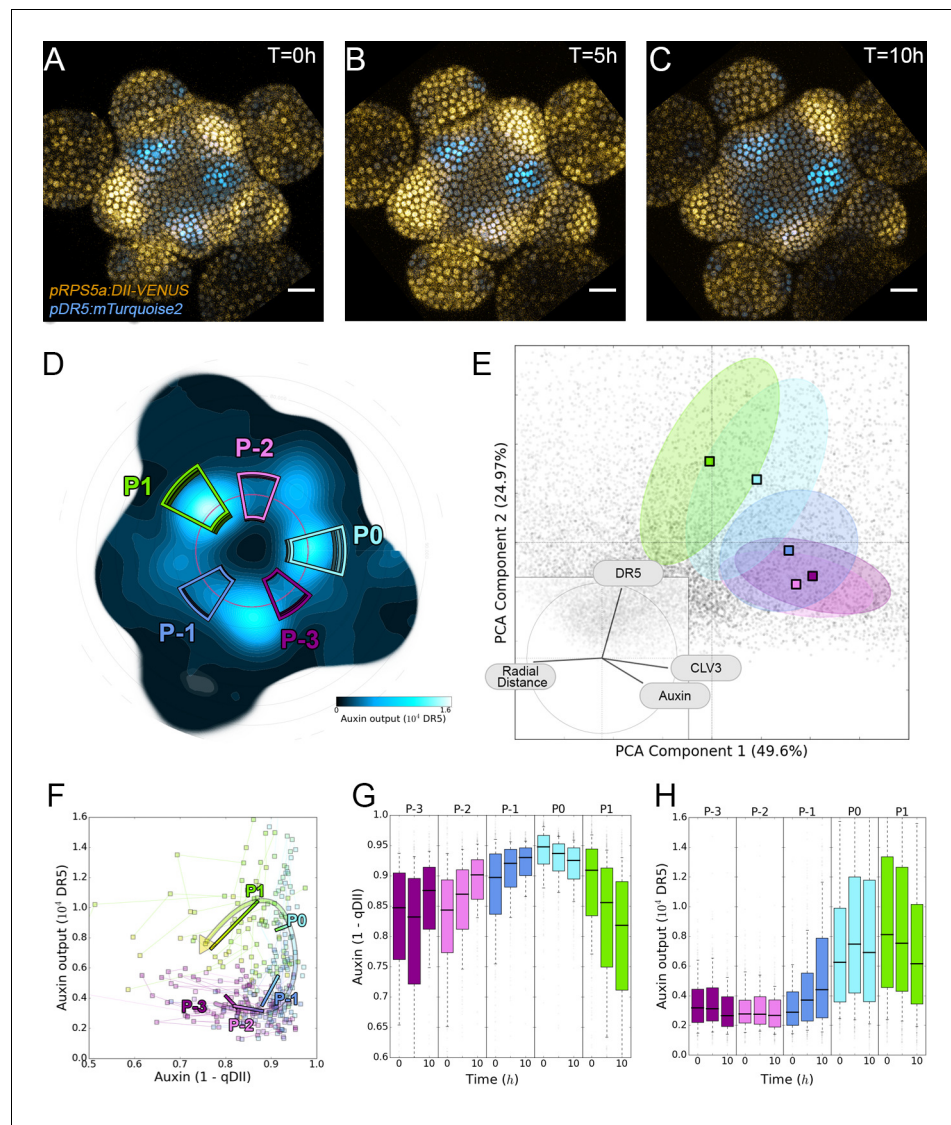 A
T=0h
B
T=5h
C
T=10h
pRPS5a:DII-VENUS
pDR5:mTurquoise2
D
P-2
P1
P0
P-1
P-3
0
1.6
Auxin output (10⁴ DR5)
E
PCA Component 2 (24.97%)
DR5
Radial
Distance
CLV3
Auxin
PCA Component 1 (49.6%)
F
Auxin output (10⁴ DR5)
1.6
1.4
1.2
1.0
0.8
0.6
0.4
0.2
0.0
P1
P0
P-1
P-3
P-2
0.5 0.6 0.7 0.8 0.9 1.0
Auxin (1 - qDII)
G
P-3 P-2 P-1 P0 P1
Auxin (1 - qDII)
1.0
0.95
0.9
0.85
0.8
0.75
0.7
0.65
0.6
0 10 0 10 0 10 0 10 0 10
Time (h)
H
P-3 P-2 P-1 P0 P1
Auxin output (10⁴ DR5)
1.6
1.4
1.2
1.0
0.8
0.6
0.4
0.2
0.0
0 10 0 10 0 10 0 10 0 10
Time (h)